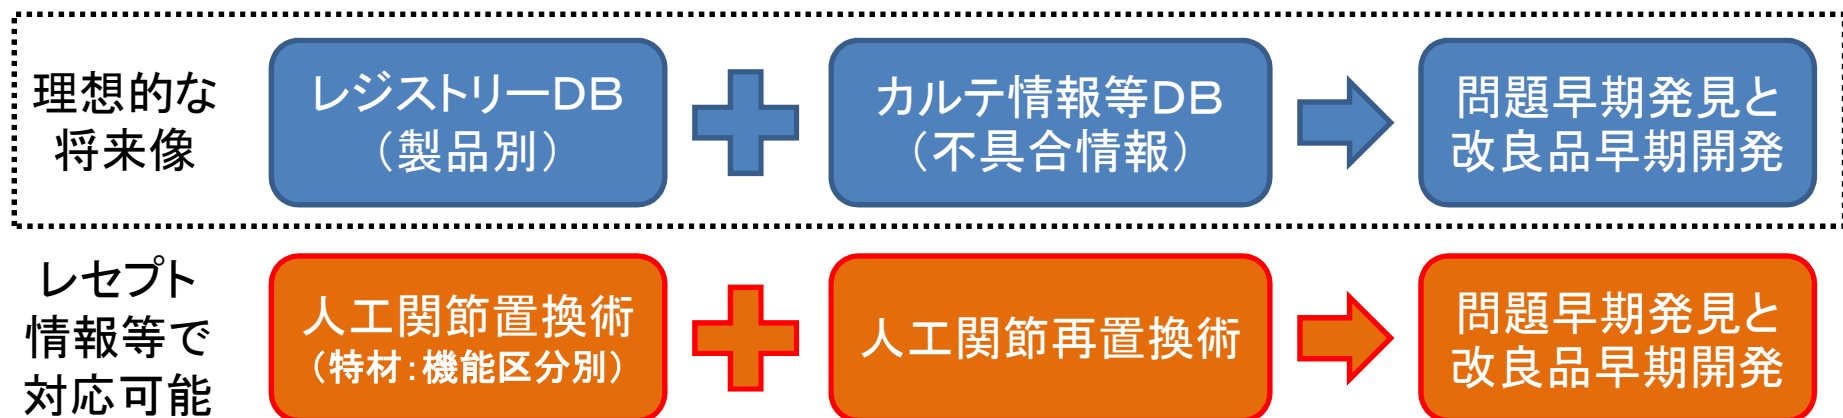 理想的な
将来像
レジストリーDB
（製品別）
カルテ情報等DB
（不具合情報）
問題早期発見と
改良品早期開発
レセプト
情報等で
対応可能
人工関節置換術
（特材：機能区分別）
人工関節再置換術
問題早期発見と
改良品早期開発